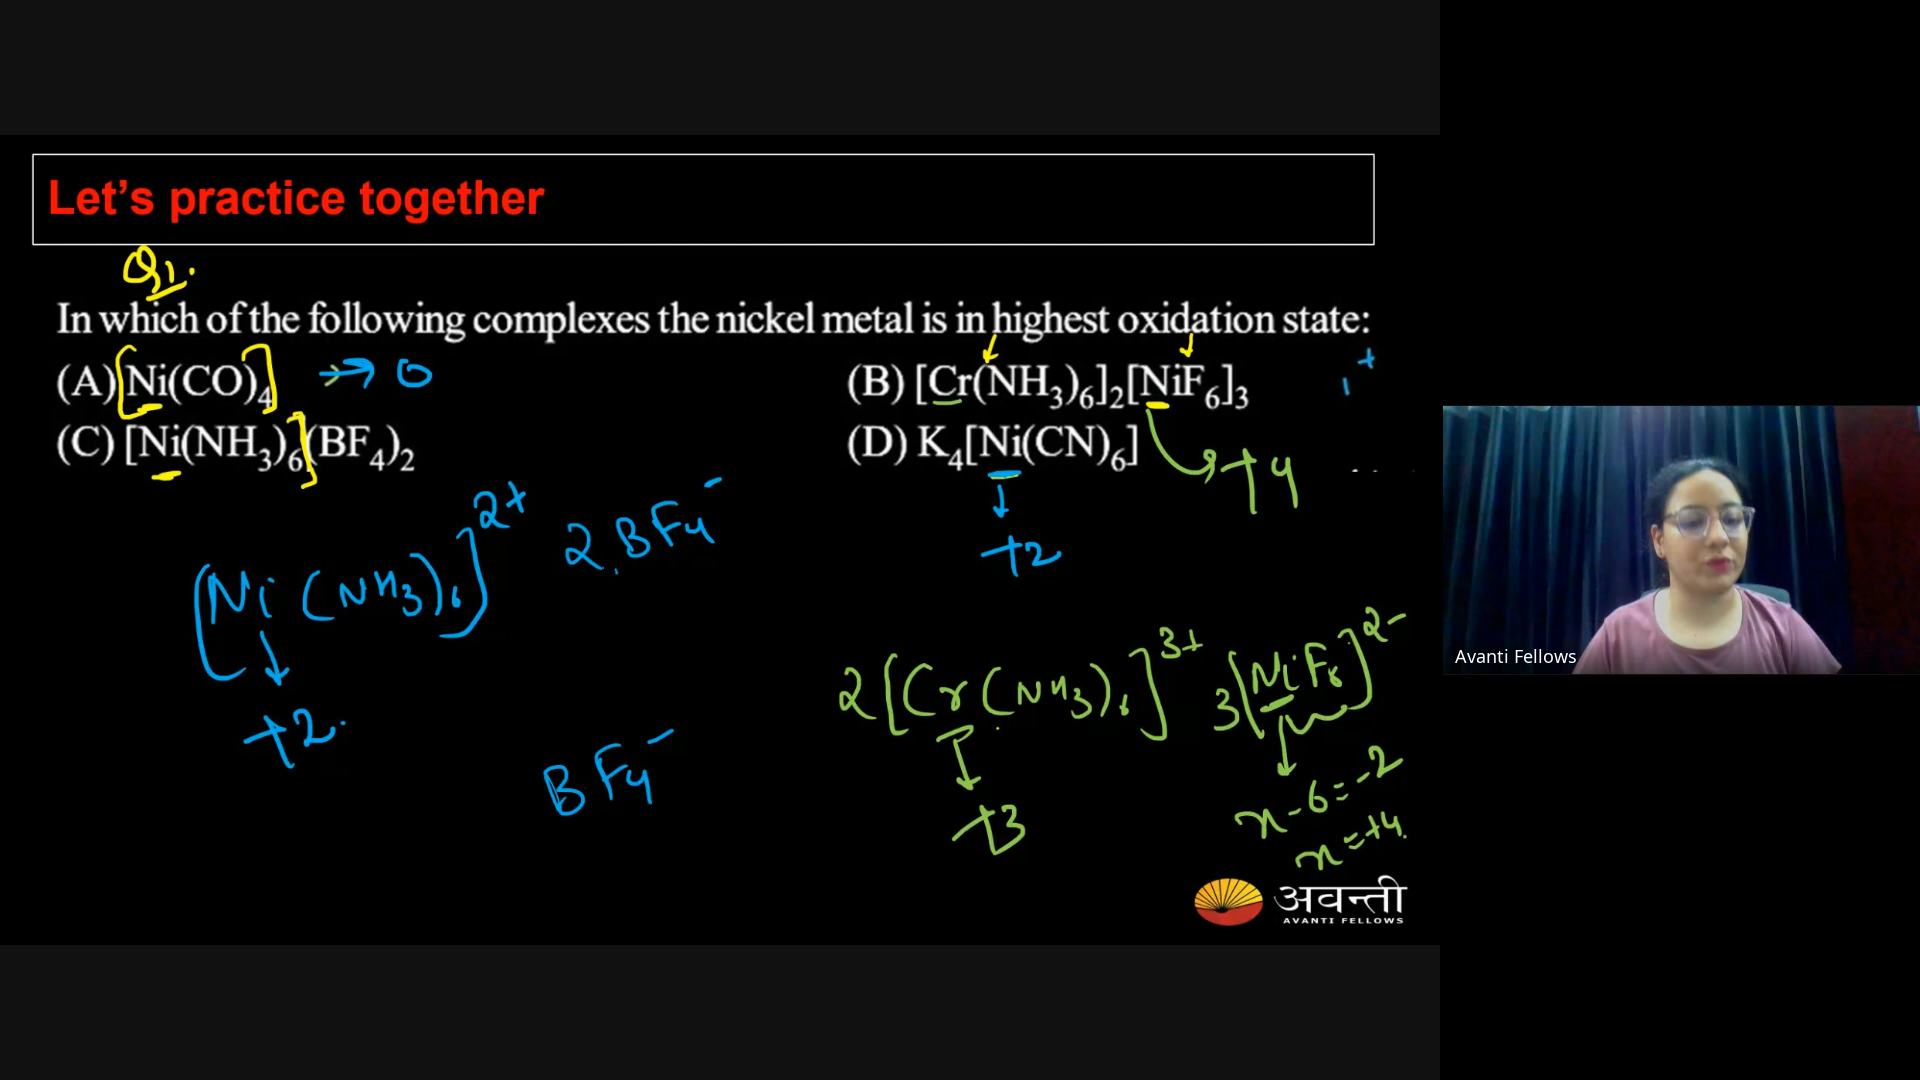 Let's practice together
Q1.
In which of the following complexes the nickel metal is in highest oxidation state:
(A) [Ni(CO)4] → 0
(B) [Cr(NH3)6]2[NiF6]3
1+
(C) [Ni(NH3)6](BF4)2
(D) K4[Ni(CN)6]
+4
+2
[Ni(NH3)6]2+ 2BF4-
+2
BF4-
2[Cr(NH3)6]3+ 3[NiF6]2-
+3
x-6=-2
x=+4
Avanti Fellows
अवन्ती
AVANTI FELLOWS